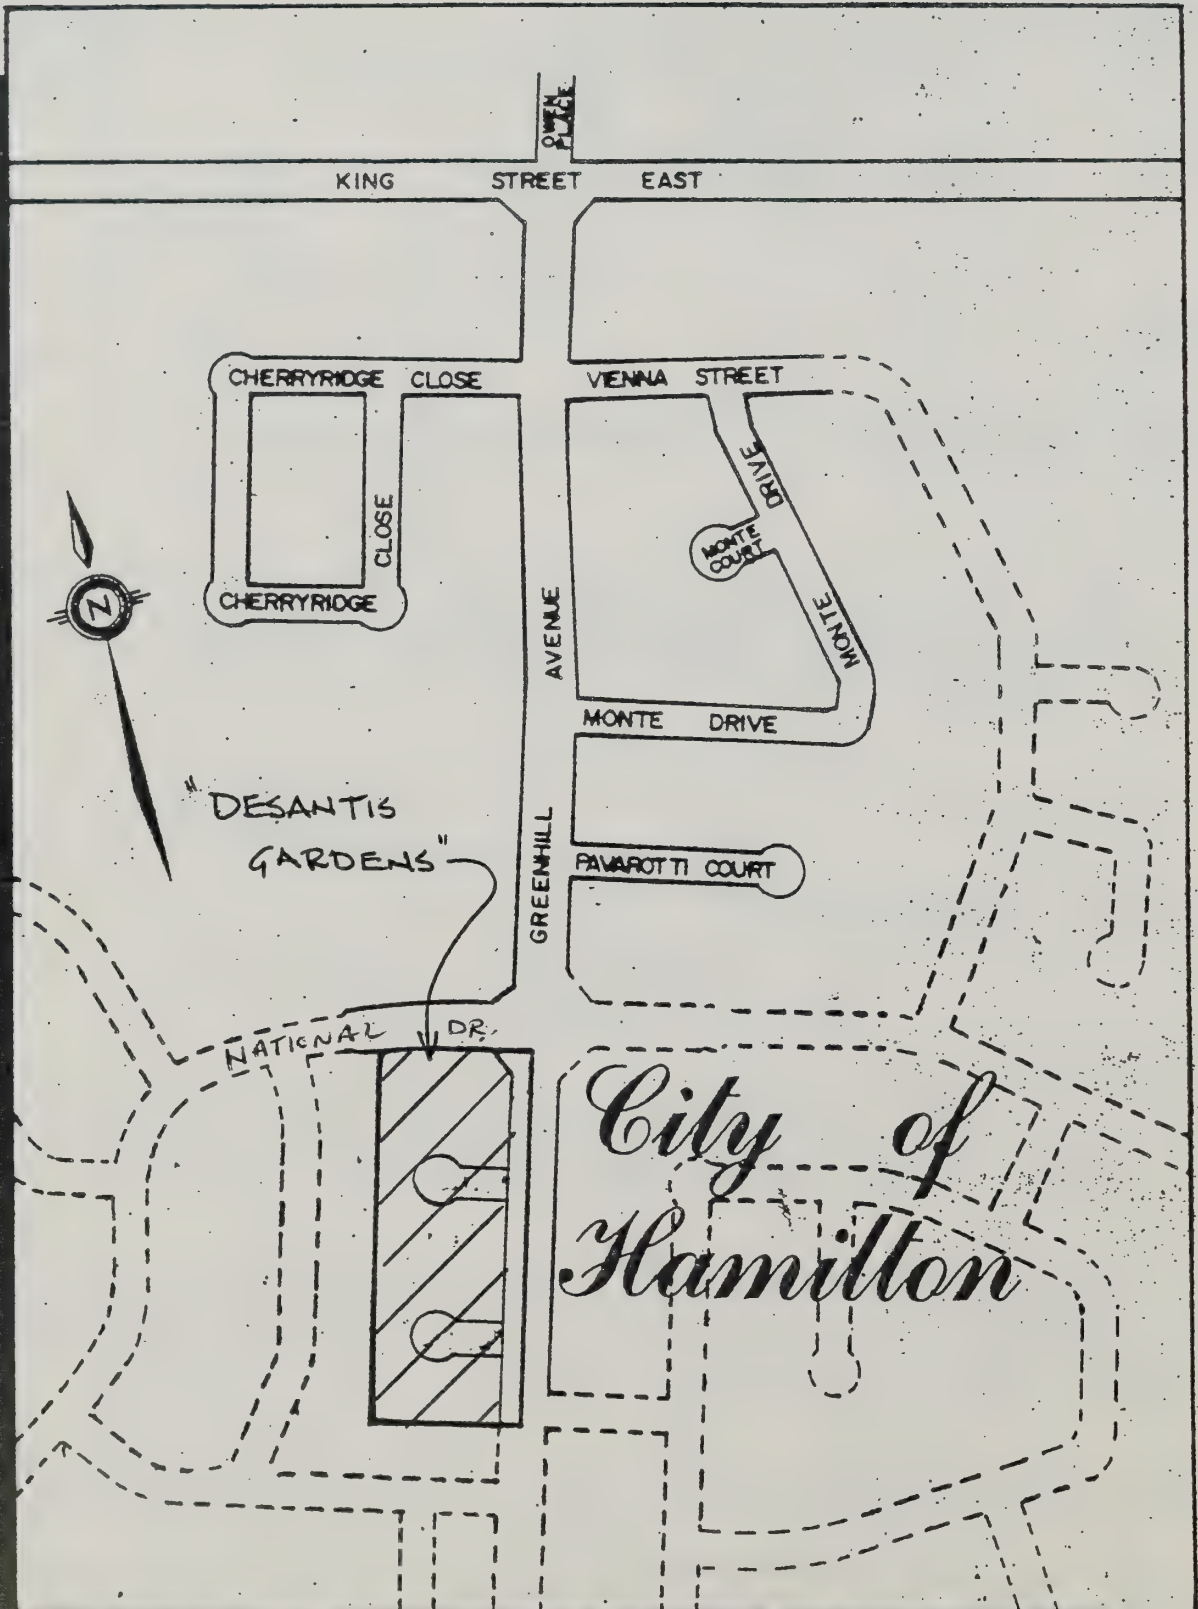 OWEN
PLACE
KING STREET EAST
CHERRYRIDGE CLOSE
VIENNA STREET
CLOSE
CHERRYRIDGE
DRIVE
MONTE
COURT
MONTE
AVENUE
MONTE DRIVE
N
"DESANTIS
GARDENS"
GREENHILL
PAVAROTTI COURT
NATIONAL DR.
City of
Hamilton